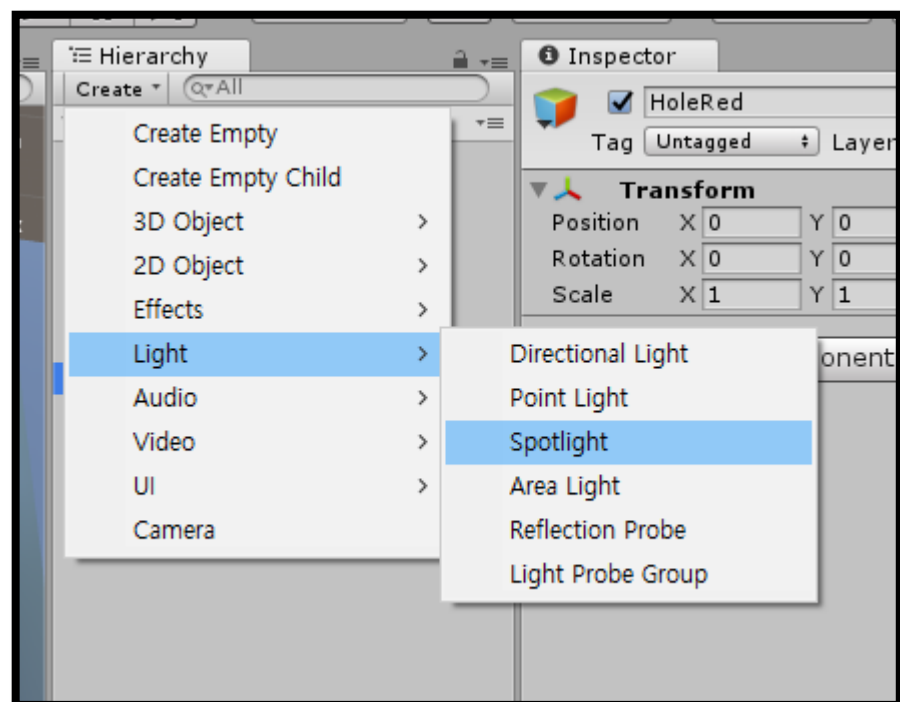 Hierarchy
Create All
Create Empty
Create Empty Child
3D Object
2D Object
Effects
Light
Audio
Video
UI
Camera
Directional Light
Point Light
Spotlight
Area Light
Reflection Probe
Light Probe Group
Inspector
HoleRed
Tag Untagged Layer
Transform
Position X 0 Y 0
Rotation X 0 Y 0
Scale X 1 Y 1
onent